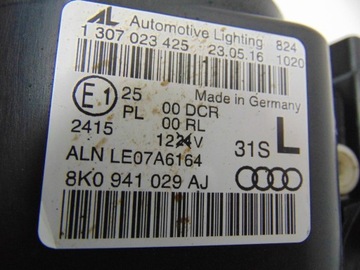 AL Automotive Lighting 824
1 307 023 425 23.05.16 1020
E1 25 Made in Germany
PL 00 DCR
2415 00 RL
12V
ALN LE07A6164 31S L
8K0 941 029 AJ